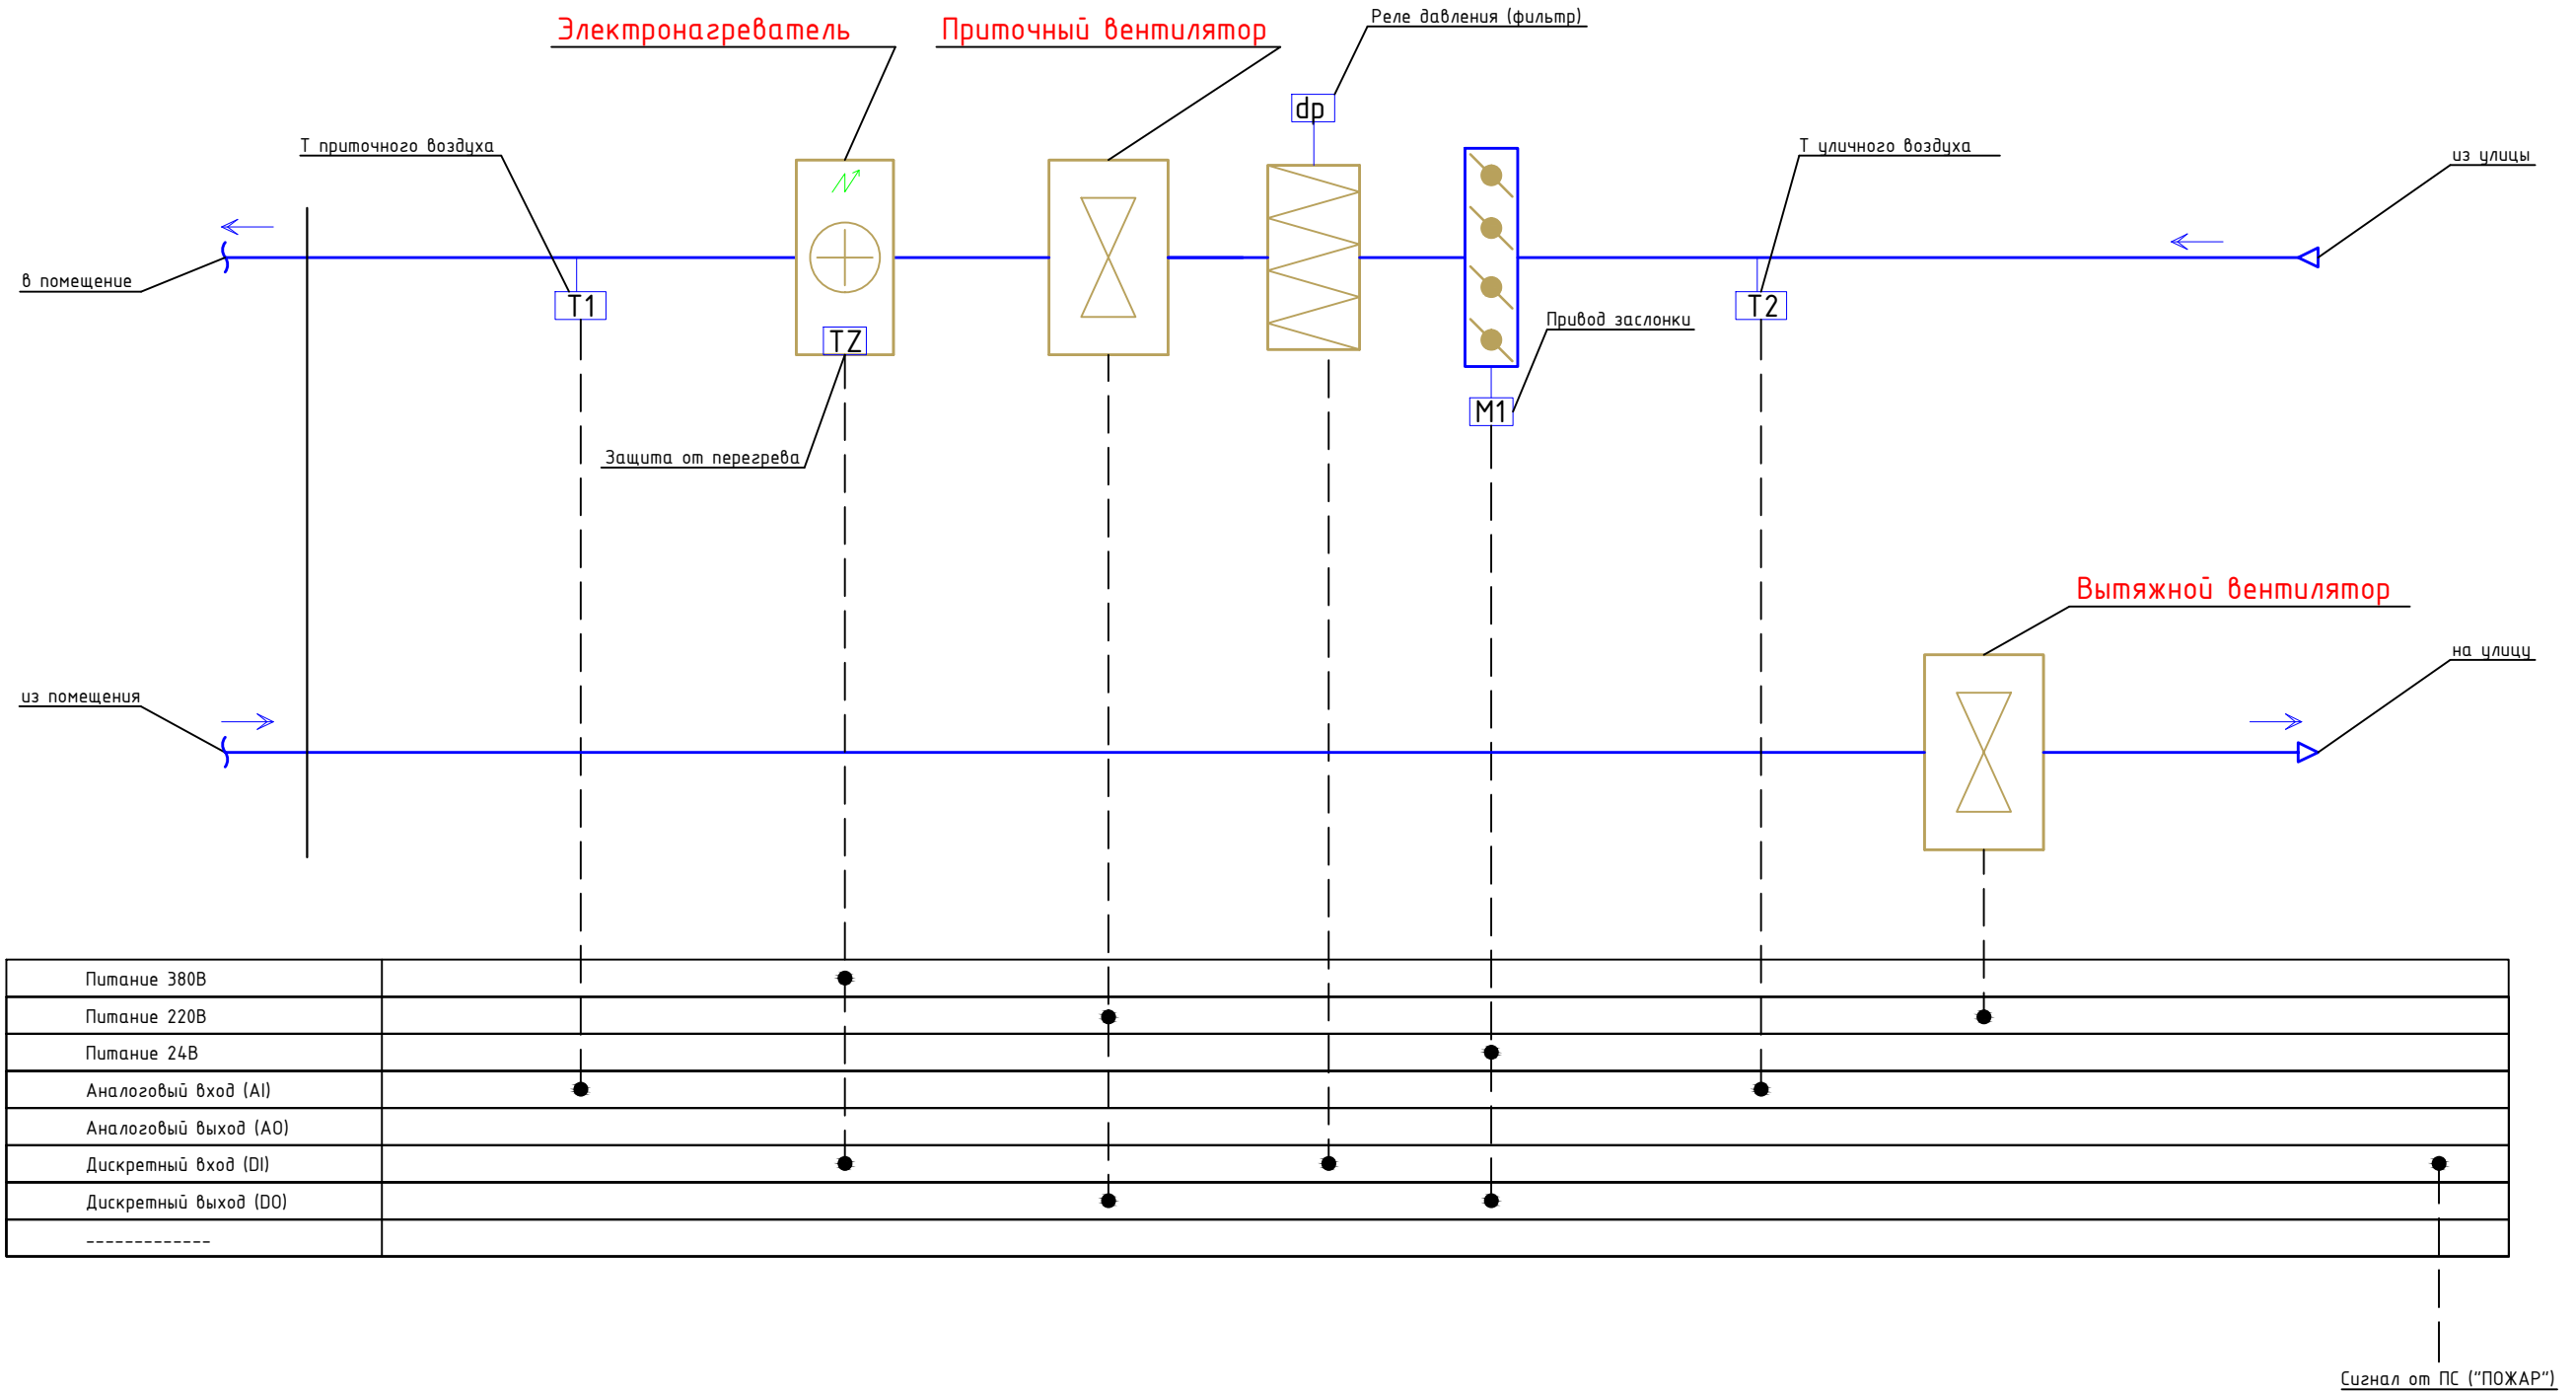 Реле давления (фильтр)
Электронагреватель
Приточный вентилятор
dp
Т приточного воздуха
Т уличного воздуха
из улицы
в помещение
T1
TZ
T2
Привод заслонки
M1
Защита от перегрева
Вытяжной вентилятор
на улицу
из помещения
Питание 380В
Питание 220В
Питание 24В
Аналоговый вход (AI)
Аналоговый выход (AO)
Дискретный вход (DI)
Дискретный выход (DO)
-------------
Сигнал от ПС ("ПОЖАР")